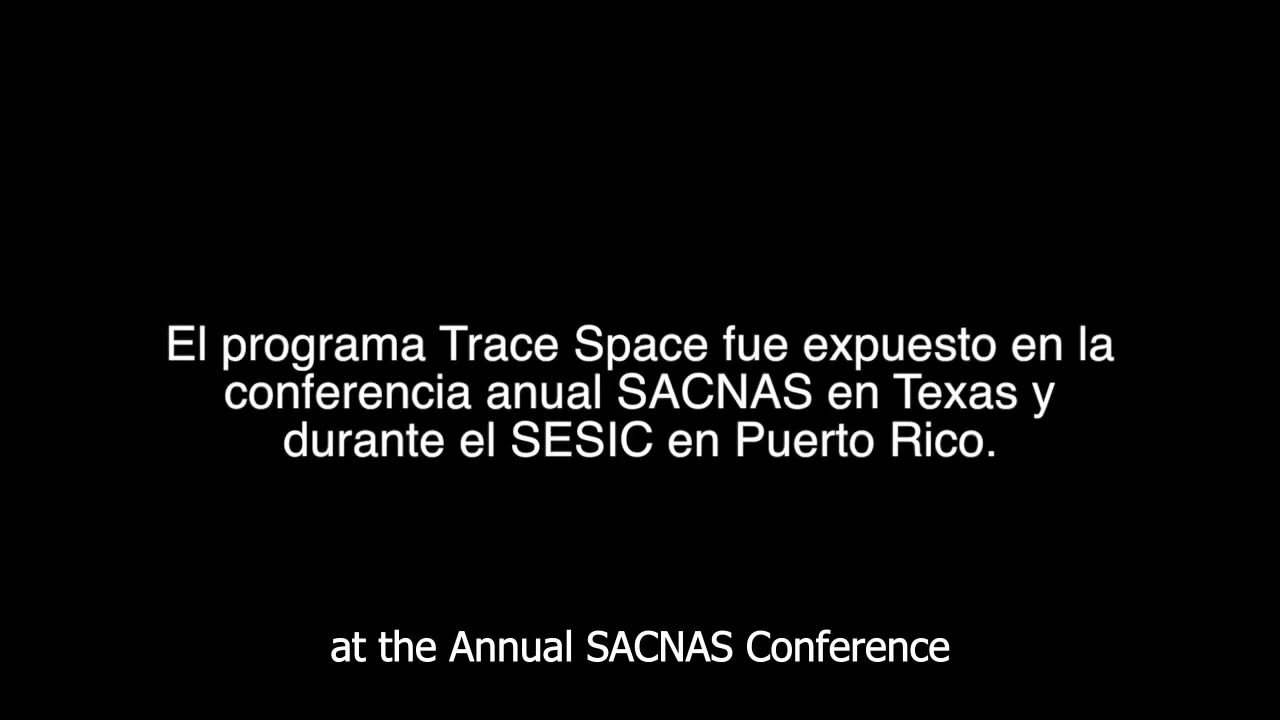 El programa Trace Space fue expuesto en la
conferencia anual SACNAS en Texas y
durante el SESIC en Puerto Rico.
at the Annual SACNAS Conference